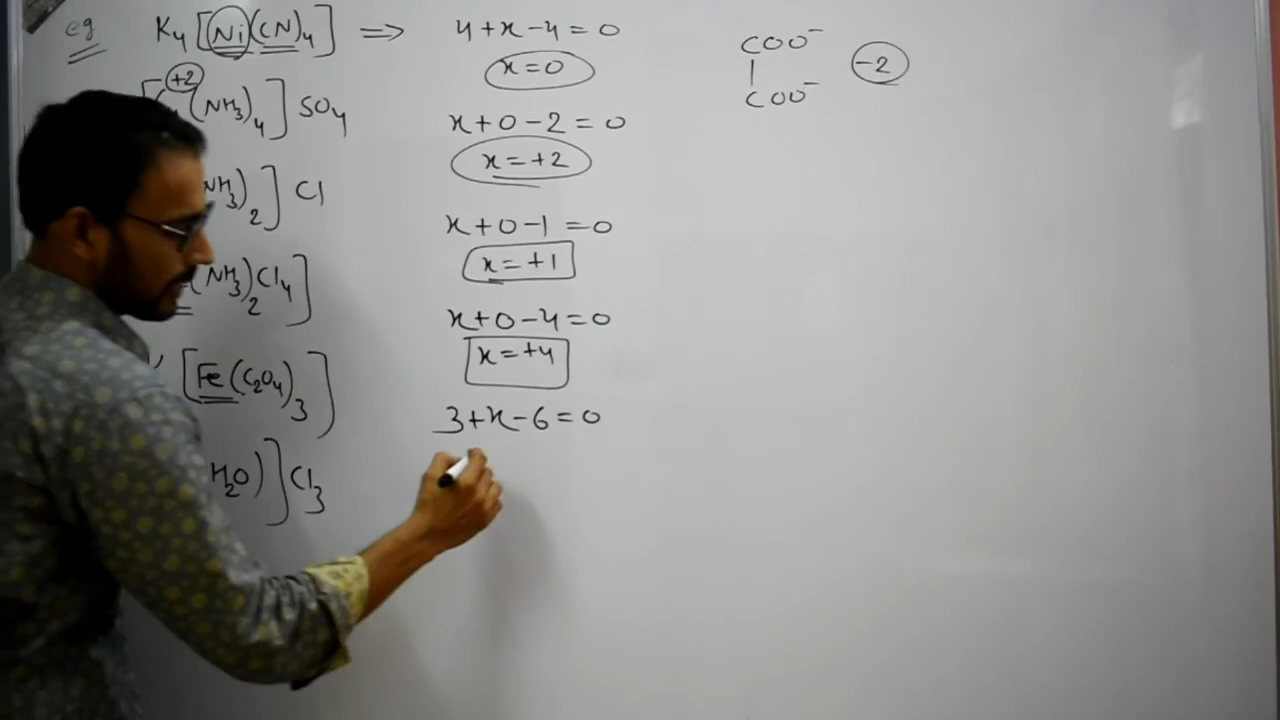 eg K₄[Ni(CN)₄] ⇒ 4+x-4=0
x=0
COO⁻
COO⁻
-2
+2
(NH₃)₄]SO₄ x+0-2=0
x=+2
NH₃)₂]Cl x+0-1=0
x=+1
(NH₃)₂Cl₄] x+0-4=0
x=+4
[Fe(C₂O₄)₃] 3+x-6=0
H₂O)]Cl₃